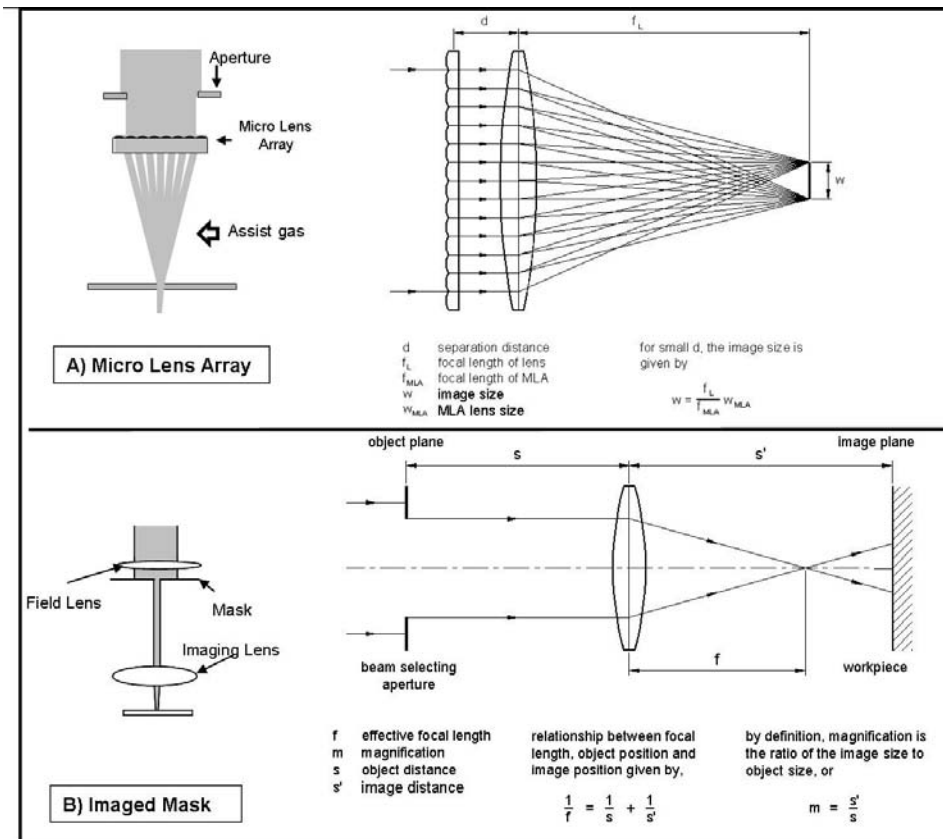 Aperture
Micro Lens
Array
Assist gas
A) Micro Lens Array
d
f_L
w
d separation distance
f_L focal length of lens
f_MLA focal length of MLA
w image size
w_MLA MLA lens size
for small d, the image size is
given by
w = f_L / f_MLA w_MLA
Field Lens
Mask
Imaging Lens
B) Imaged Mask
object plane
s
s'
image plane
beam selecting
aperture
f
workpiece
f effective focal length
m magnification
s object distance
s' image distance
relationship between focal
length, object position and
image position given by,
1/f = 1/s + 1/s'
by definition, magnification is
the ratio of the image size to
object size, or
m = s'/s